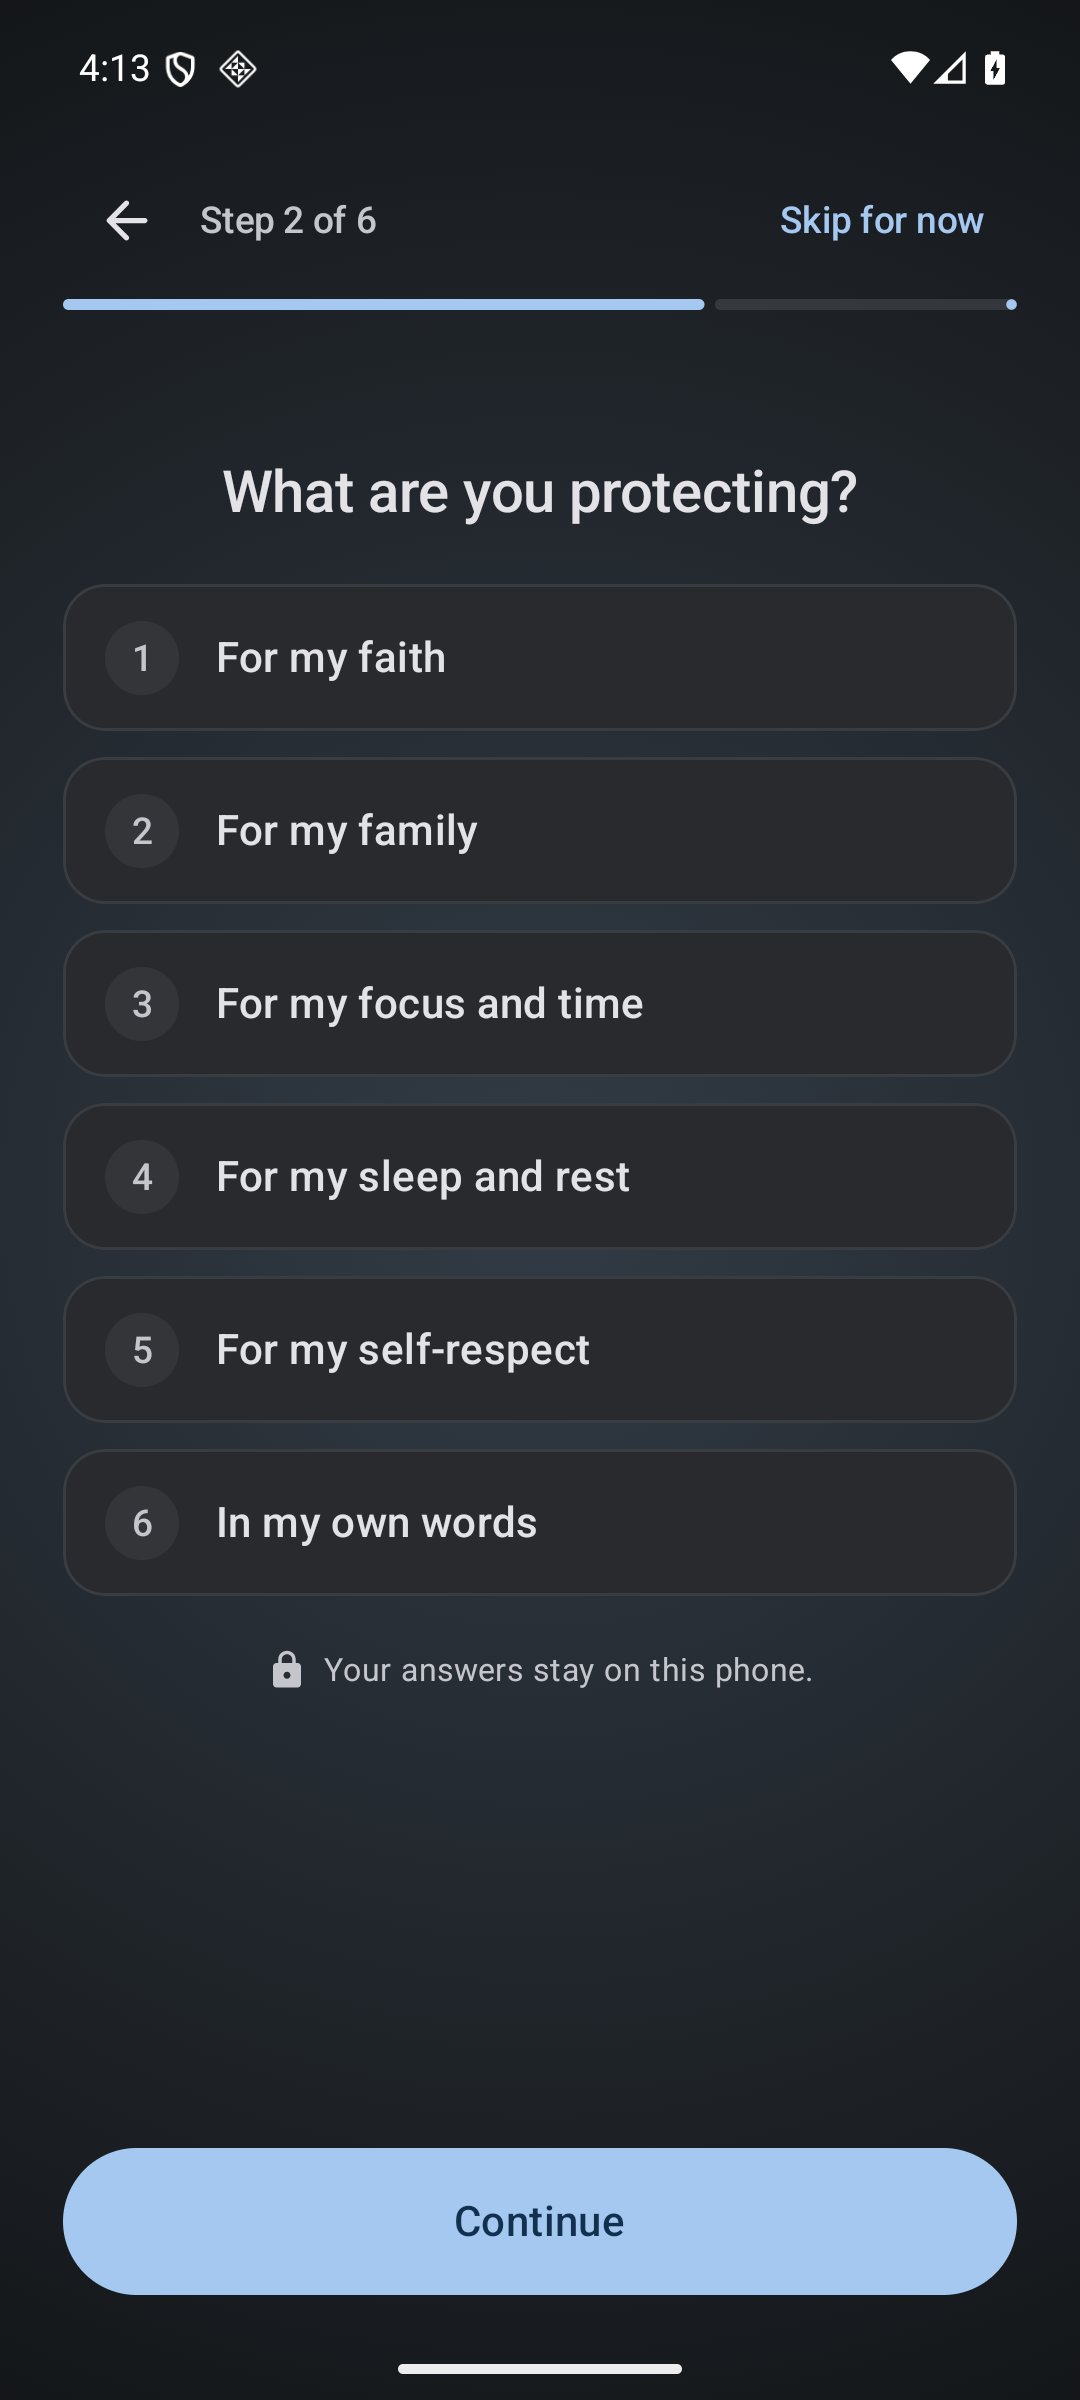 4:13
Step 2 of 6
Skip for now
What are you protecting?
1 For my faith
2 For my family
3 For my focus and time
4 For my sleep and rest
5 For my self-respect
6 In my own words
Your answers stay on this phone.
Continue